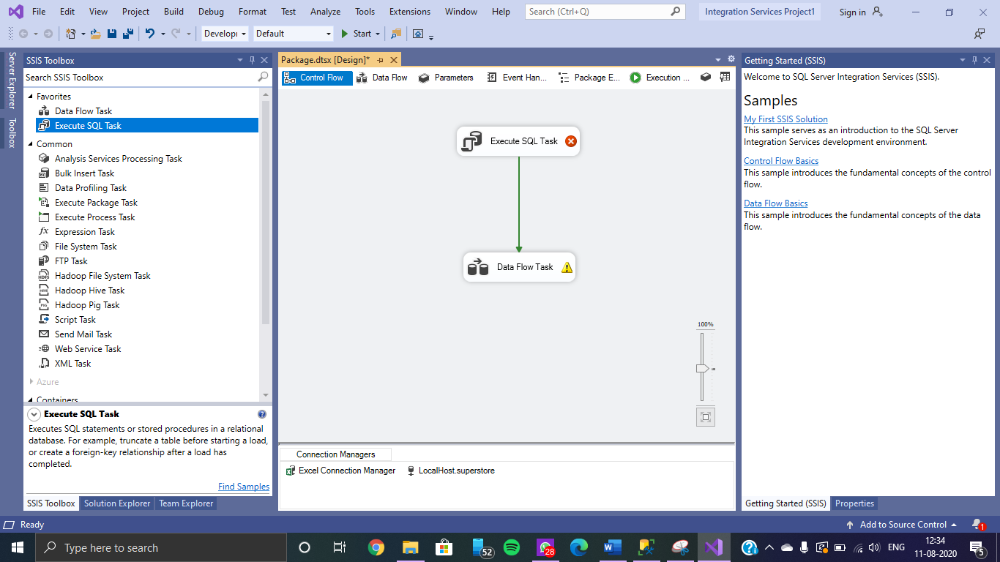 File Edit View Project Build Debug Format Test Analyze Tools Extensions Window Help Search (Ctrl+Q) Integration Services Project1 Sign in
Developı Default Start
Server Explorer
Toolbox
SSIS Toolbox
Search SSIS Toolbox
Favorites
Data Flow Task
Execute SQL Task
Common
Analysis Services Processing Task
Bulk Insert Task
Data Profiling Task
Execute Package Task
Execute Process Task
fx Expression Task
File System Task
FTP Task
Hadoop File System Task
Hadoop Hive Task
Hadoop Pig Task
Script Task
Send Mail Task
Web Service Task
XML Task
Azure
Containers
Execute SQL Task
Executes SQL statements or stored procedures in a relational
database. For example, truncate a table before starting a load,
or create a foreign-key relationship after a load has
completed.
Find Samples
SSIS Toolbox Solution Explorer Team Explorer
Package.dtsx [Design]*
Control Flow Data Flow Parameters Event Han... Package E... Execution ...
Execute SQL Task
Data Flow Task
100%
Connection Managers
Excel Connection Manager LocalHost.superstore
Getting Started (SSIS)
Welcome to SQL Server Integration Services (SSIS).
Samples
My First SSIS Solution
This sample serves as an introduction to the SQL Server
Integration Services development environment.
Control Flow Basics
This sample introduces the fundamental concepts of the control
flow.
Data Flow Basics
This sample introduces the fundamental concepts of the data
flow.
Getting Started (SSIS) Properties
Ready Add to Source Control 1
Type here to search 52 28 ENG 12:34 5
11-08-2020